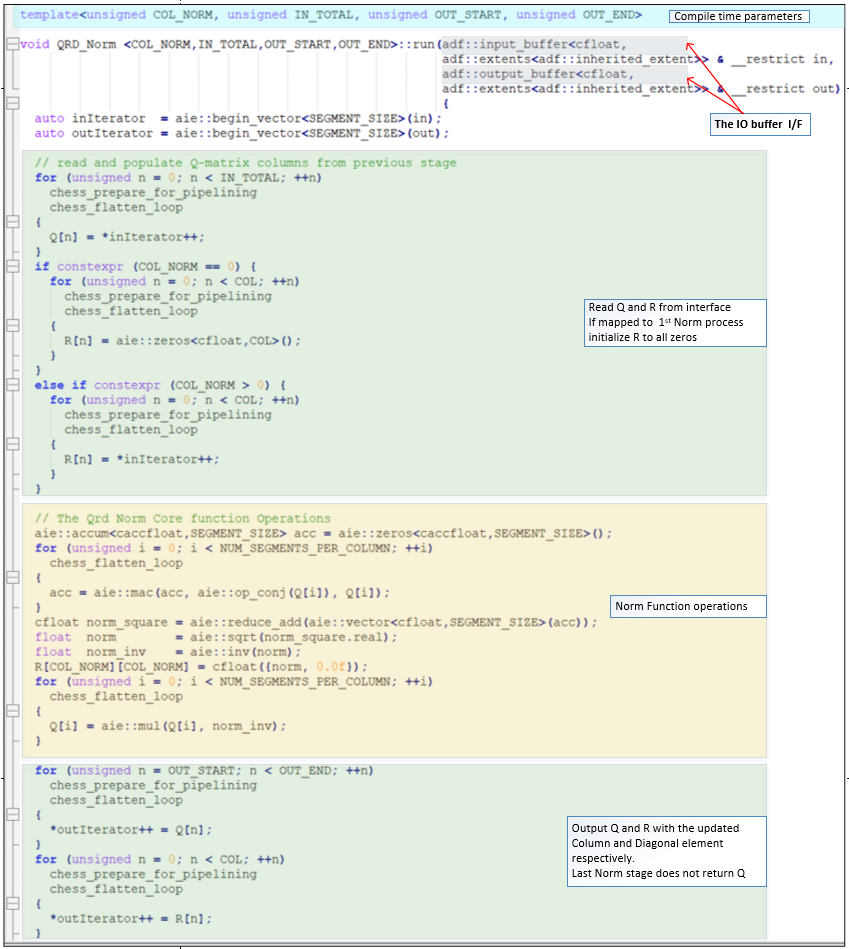 template<unsigned COL_NORM, unsigned IN_TOTAL, unsigned OUT_START, unsigned OUT_END>
Compile time parameters
void QRD_Norm <COL_NORM,IN_TOTAL,OUT_START,OUT_END>::run(adf::input_buffer<cfloat,
adf::extents<adf::inherited_extent>> & __restrict in,
adf::output_buffer<cfloat,
adf::extents<adf::inherited_extent>> & __restrict out)
{
The IO buffer I/F
auto inIterator = aie::begin_vector<SEGMENT_SIZE>(in);
auto outIterator = aie::begin_vector<SEGMENT_SIZE>(out);
// read and populate Q-matrix columns from previous stage
for (unsigned n = 0; n < IN_TOTAL; ++n)
chess_prepare_for_pipelining
chess_flatten_loop
{
Q[n] = *inIterator++;
}
if constexpr (COL_NORM == 0) {
for (unsigned n = 0; n < COL; ++n)
chess_prepare_for_pipelining
chess_flatten_loop
{
R[n] = aie::zeros<cfloat,COL>();
}
}
else if constexpr (COL_NORM > 0) {
for (unsigned n = 0; n < COL; ++n)
chess_prepare_for_pipelining
chess_flatten_loop
{
R[n] = *inIterator++;
}
}
Read Q and R from interface
If mapped to 1st Norm process
initialize R to all zeros
// The Qrd Norm Core function Operations
aie::accum<caccfloat,SEGMENT_SIZE> acc = aie::zeros<caccfloat,SEGMENT_SIZE>();
for (unsigned i = 0; i < NUM_SEGMENTS_PER_COLUMN; ++i)
chess_flatten_loop
{
acc = aie::mac(acc, aie::op_conj(Q[i]), Q[i]);
}
cfloat norm_square = aie::reduce_add(aie::vector<cfloat,SEGMENT_SIZE>(acc));
float norm = aie::sqrt(norm_square.real);
float norm_inv = aie::inv(norm);
R[COL_NORM][COL_NORM] = cfloat({norm, 0.0f});
for (unsigned i = 0; i < NUM_SEGMENTS_PER_COLUMN; ++i)
chess_flatten_loop
{
Q[i] = aie::mul(Q[i], norm_inv);
}
Norm Function operations
for (unsigned n = OUT_START; n < OUT_END; ++n)
chess_prepare_for_pipelining
chess_flatten_loop
{
*outIterator++ = Q[n];
}
for (unsigned n = 0; n < COL; ++n)
chess_prepare_for_pipelining
chess_flatten_loop
{
*outIterator++ = R[n];
}
Output Q and R with the updated
Column and Diagonal element
respectively.
Last Norm stage does not return Q